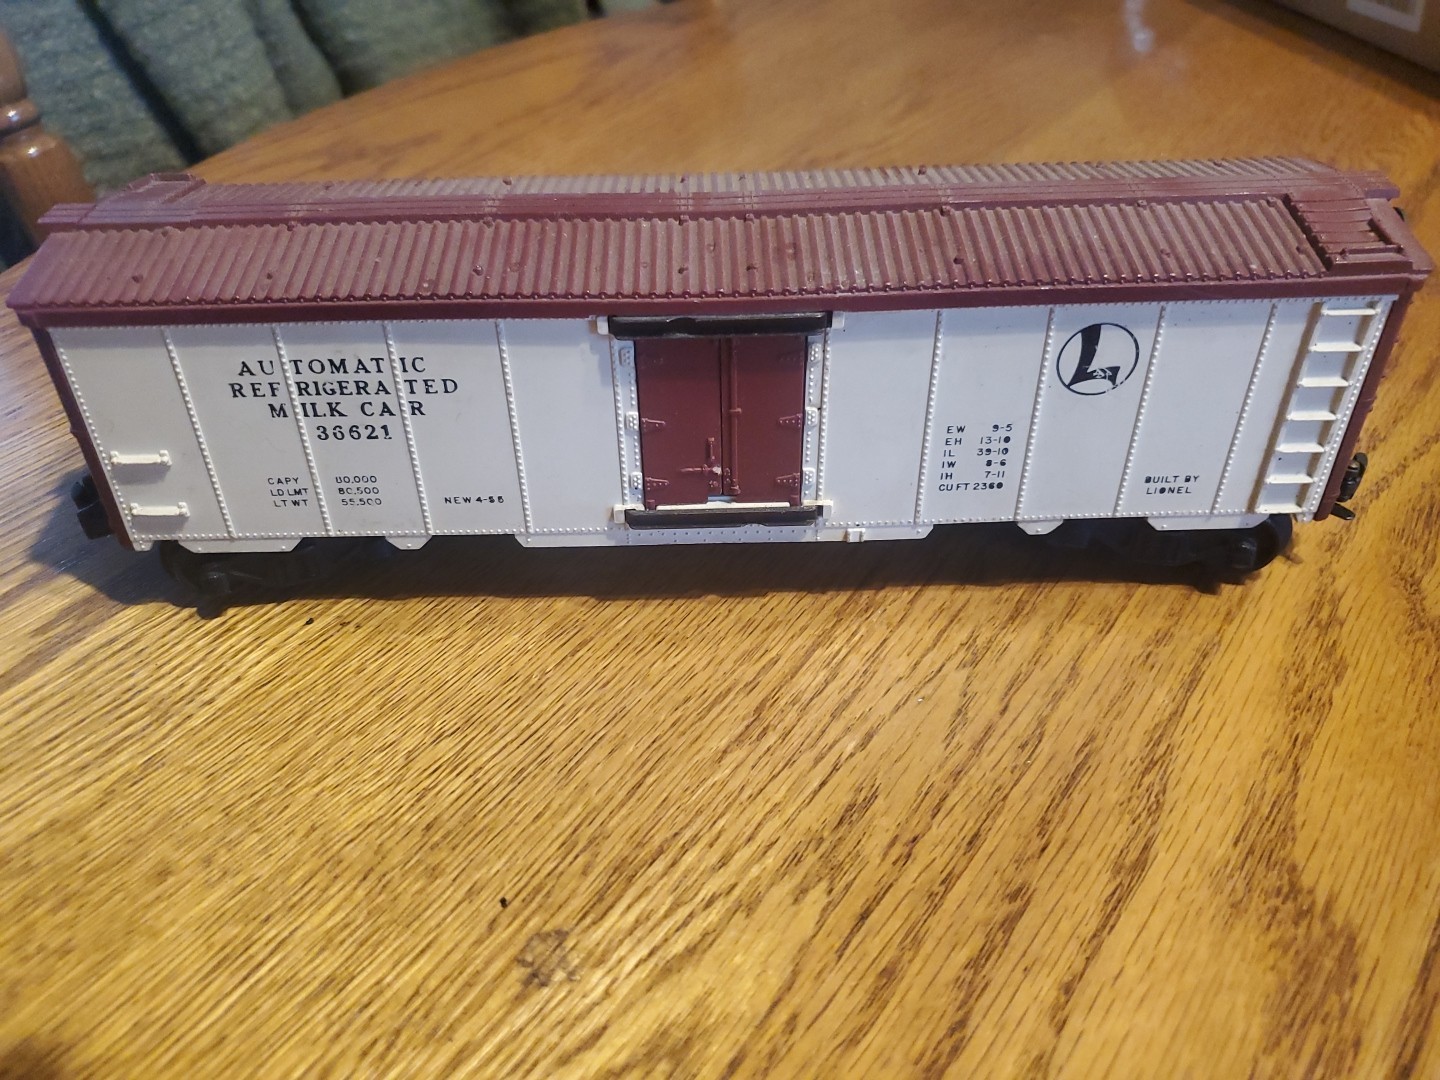 AUTOMATIC
REFRIGERATED
MILK CAR
36621
CAPY 110,000
LD LMT 80,500
LT WT 55,500
NEW 4-55
EW 9-5
EH 13-10
IL 39-10
IW 8-6
IH 7-11
CU FT 2360
L
BUILT BY
LIONEL